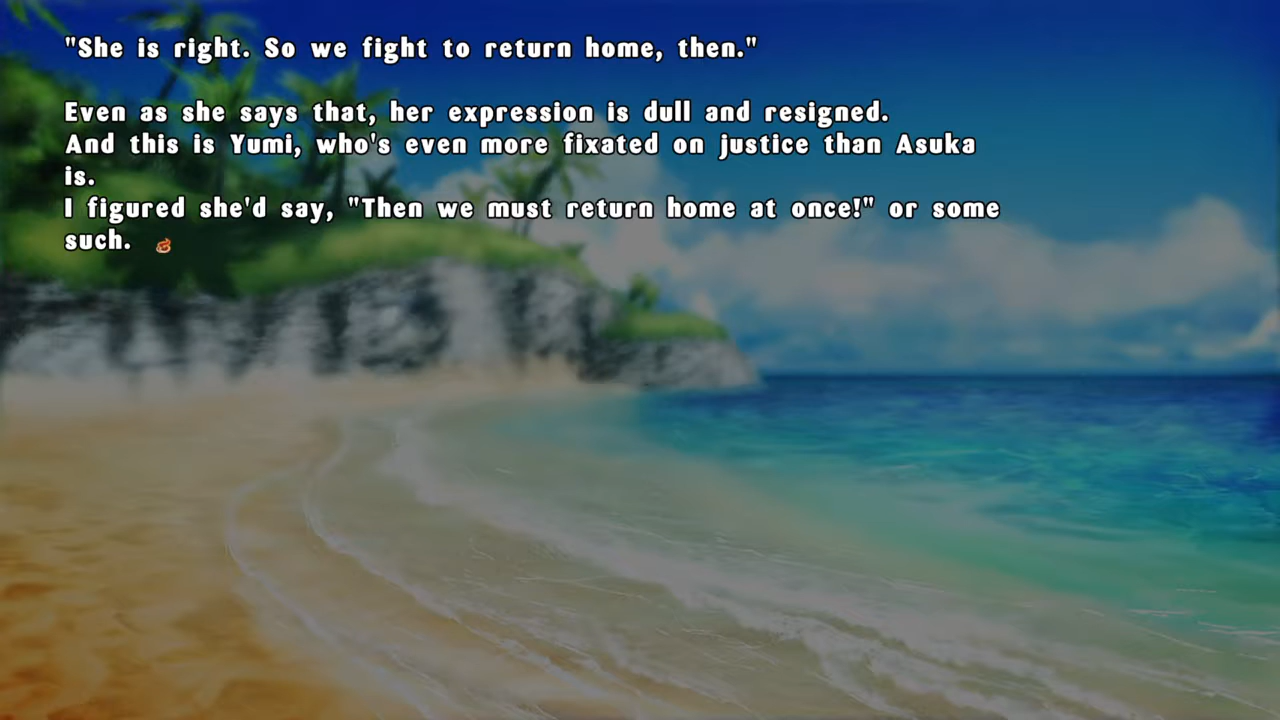 "She is right. So we fight to return home, then."
Even as she says that, her expression is dull and resigned.
And this is Yumi, who's even more fixated on justice than Asuka
is.
I figured she'd say, "Then we must return home at once!" or some
such.